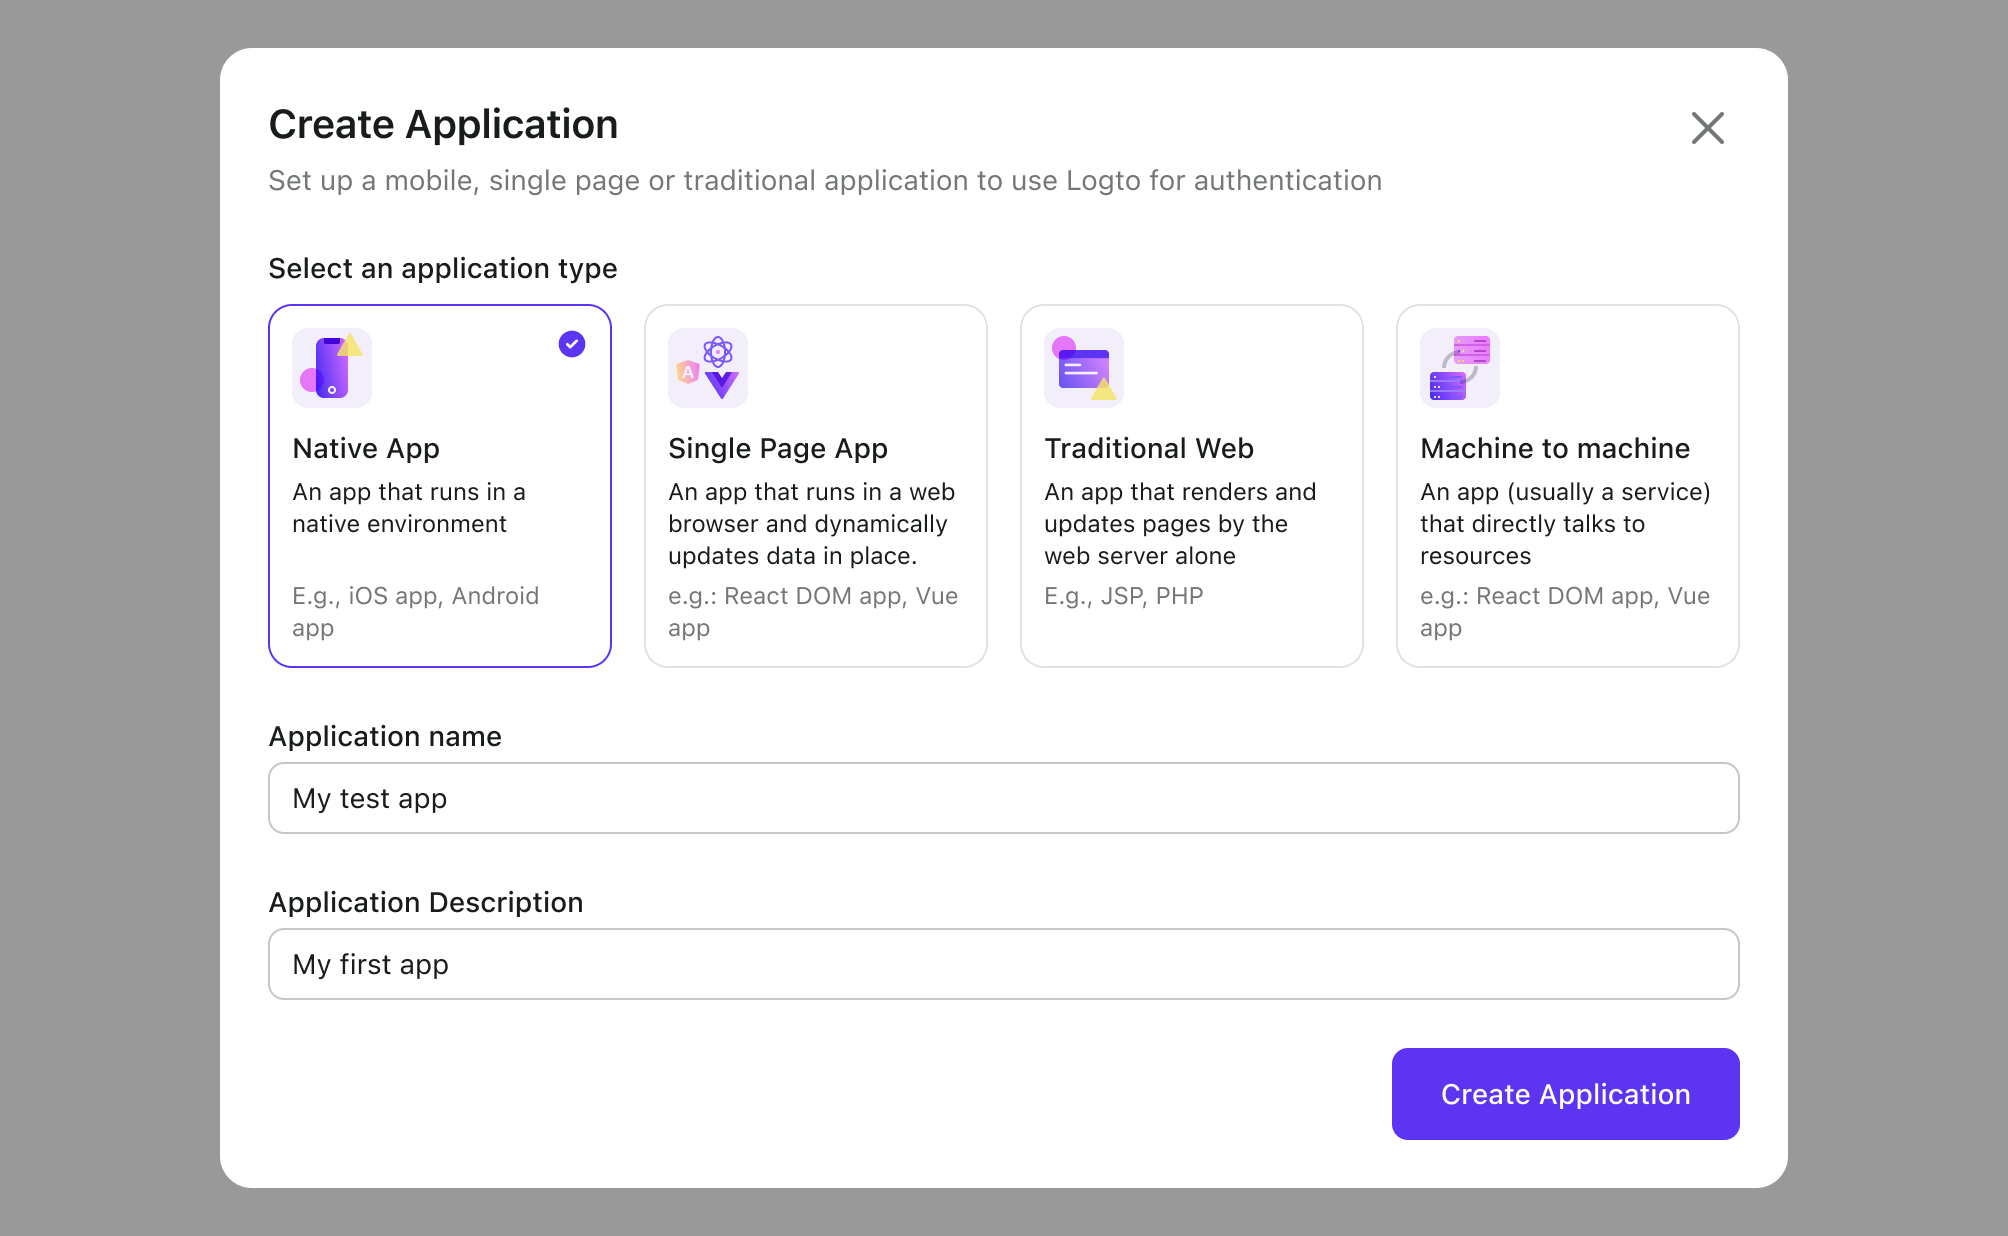 Create Application
Set up a mobile, single page or traditional application to use Logto for authentication
Select an application type
Native App
An app that runs in a
native environment
E.g., iOS app, Android
app
A
Single Page App
An app that runs in a web
browser and dynamically
updates data in place.
e.g.: React DOM app, Vue
app
Traditional Web
An app that renders and
updates pages by the
web server alone
E.g., JSP, PHP
Machine to machine
An app (usually a service)
that directly talks to
resources
e.g.: React DOM app, Vue
app
Application name
My test app
Application Description
My first app
Create Application